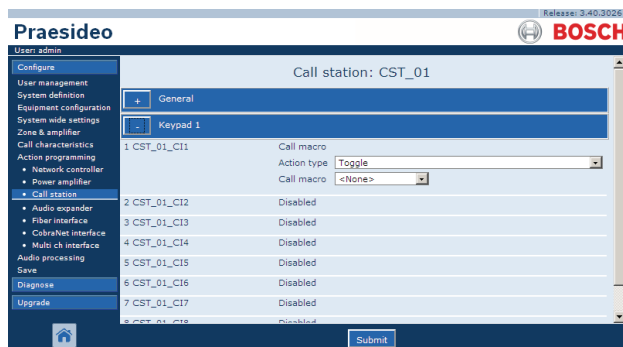 Release: 3.40.3026
Praesideo
BOSCH
User: admin
Configure
User management
System definition
Equipment configuration
System wide settings
Zone & amplifier
Call characteristics
Action programming
• Network controller
• Power amplifier
• Call station
• Audio expander
• Fiber interface
• CobraNet interface
• Multi ch interface
Audio processing
Save
Diagnose
Upgrade
Call station: CST_01
+ General
- Keypad 1
1 CST_01_CI1 Call macro
Action type Toggle
Call macro <None>
2 CST_01_CI2 Disabled
3 CST_01_CI3 Disabled
4 CST_01_CI4 Disabled
5 CST_01_CI5 Disabled
6 CST_01_CI6 Disabled
7 CST_01_CI7 Disabled
8 CST_01_CI8 Disabled
Submit